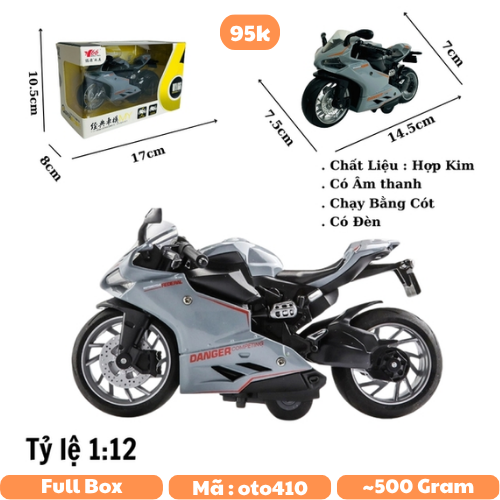 95k
10.5cm
8cm
17cm
7.5cm
14.5cm
7cm
. Chất Liệu : Hợp Kim
. Có Âm thanh
. Chạy Bằng Cót
. Có Đèn
DANGER
Tỷ lệ 1:12
Full Box
Mã : oto410
~500 Gram